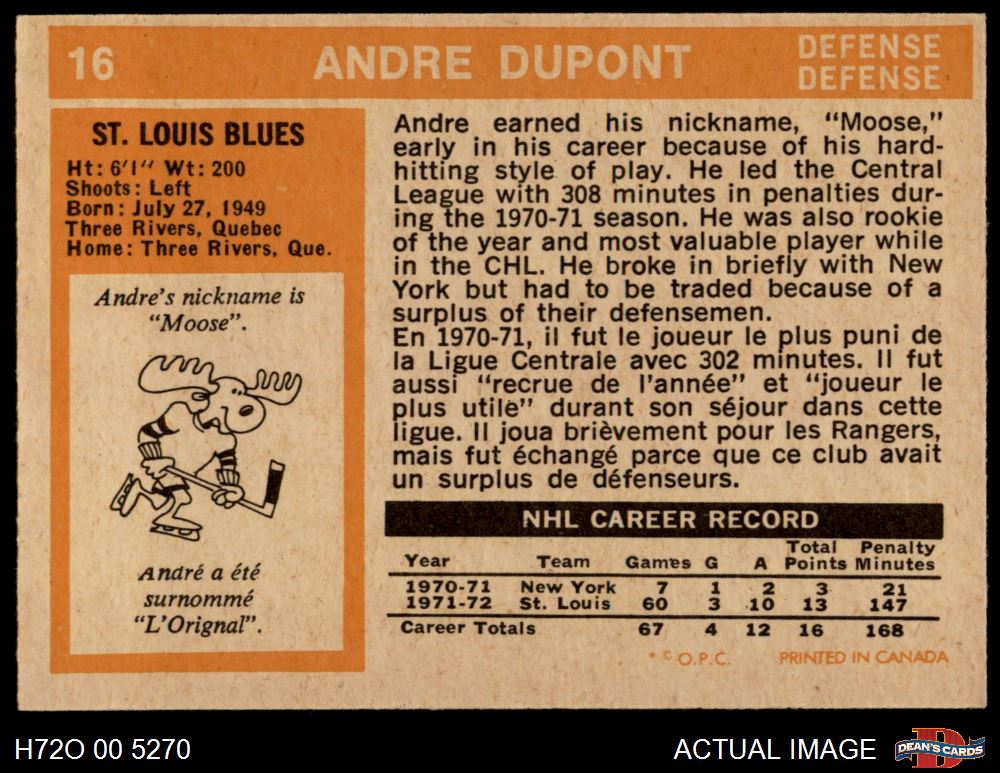 16
ANDRE DUPONT
DEFENSE
DEFENSE
ST. LOUIS BLUES
Ht: 6'1'' Wt: 200
Shoots: Left
Born: July 27, 1949
Three Rivers, Quebec
Home: Three Rivers, Que.
Andre's nickname is
"Moose".
André a été
surnommé
"L'Orignal".
Andre earned his nickname, "Moose,"
early in his career because of his hard-
hitting style of play. He led the Central
League with 308 minutes in penalties dur-
ing the 1970-71 season. He was also rookie
of the year and most valuable player while
in the CHL. He broke in briefly with New
York but had to be traded because of a
surplus of their defensemen.
En 1970-71, il fut le joueur le plus puni de
la Ligue Centrale avec 302 minutes. Il fut
aussi "recrue de l'année" et "joueur le
plus utile" durant son séjour dans cette
ligue. Il joua brièvement pour les Rangers,
mais fut échangé parce que ce club avait
un surplus de défenseurs.
NHL CAREER RECORD
Year Team Games G A Total Points Penalty Minutes
1970-71 New York 7 1 2 3 21
1971-72 St. Louis 60 3 10 13 147
Career Totals 67 4 12 16 168
* © O.P.C. PRINTED IN CANADA
H72O 00 5270
ACTUAL IMAGE
D
DEAN'S CARDS